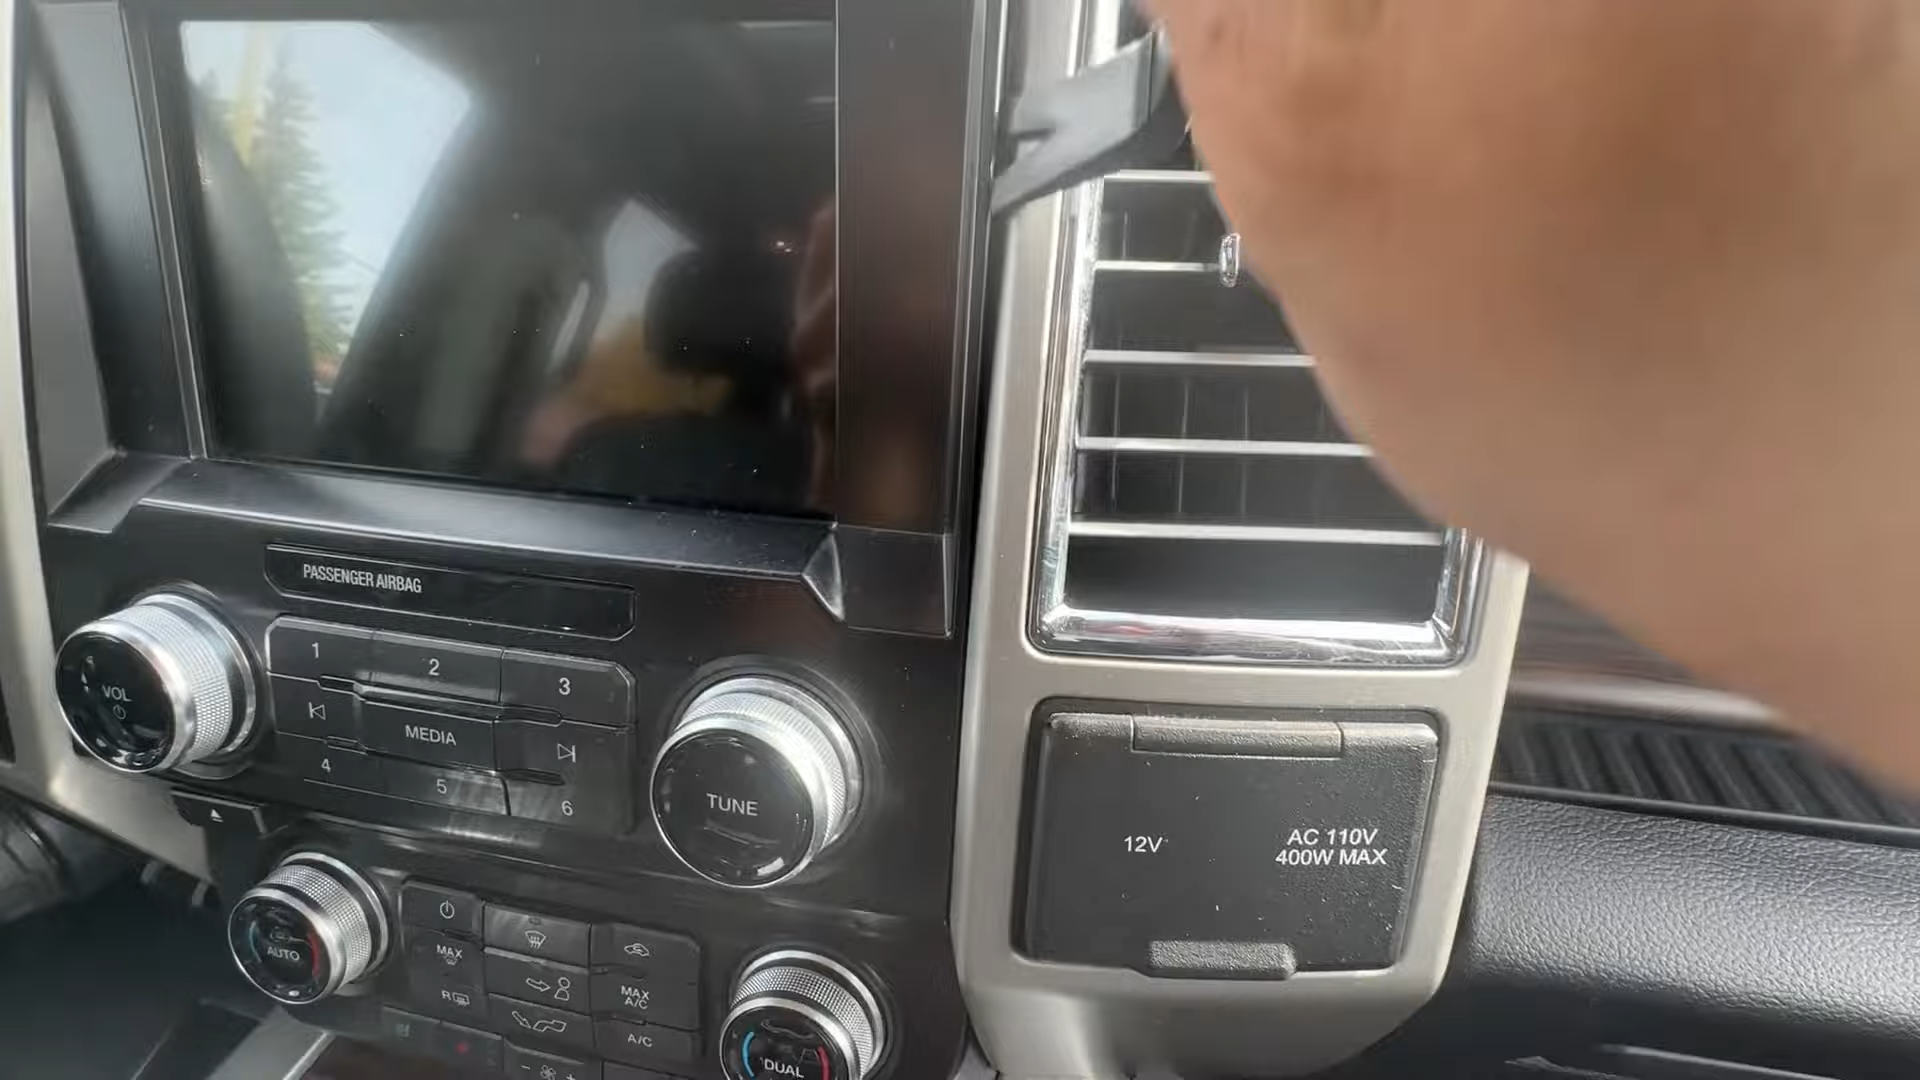 PASSENGER AIRBAG
VOL
1
2
3
MEDIA
4
5
6
TUNE
12V
AC 110V
400W MAX
AUTO
MAX
R
MAX
A/C
A/C
DUAL